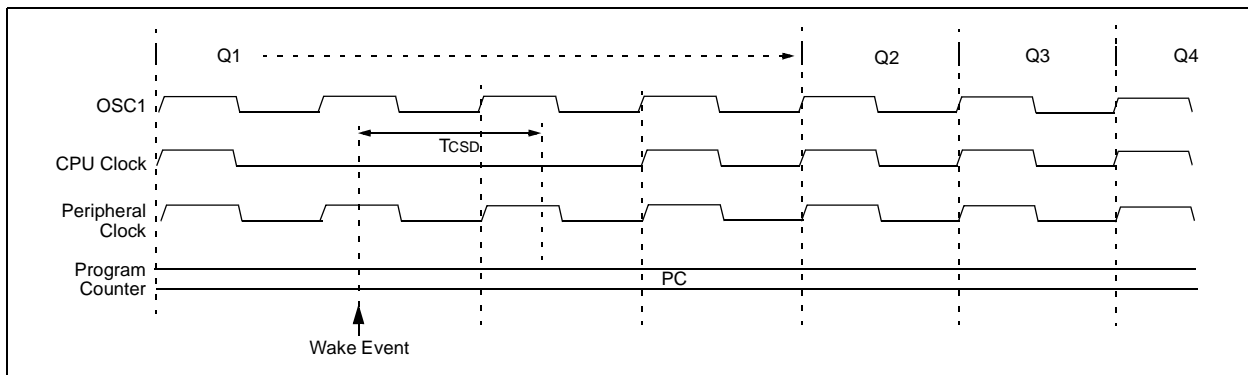 Q1 Q2 Q3 Q4
OSC1
TCSD
CPU Clock
Peripheral
Clock
Program
Counter
PC
Wake Event